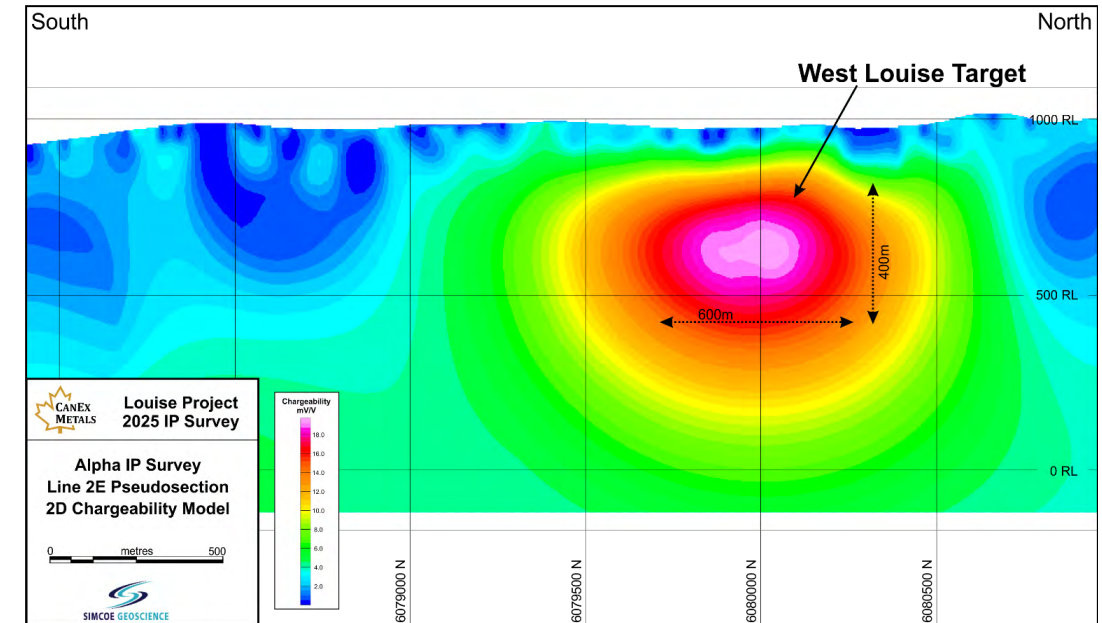 South
North
West Louise Target
1000 RL
400m
500 RL
600m
0 RL
CANEX
METALS
Louise Project
2025 IP Survey
Alpha IP Survey
Line 2E Pseudosection
2D Chargeability Model
0 metres 500
SIMCOE GEOSCIENCE
Chargeability
mV/V
18.0
16.0
14.0
12.0
10.0
8.0
6.0
4.0
2.0
6079000 N
6079500 N
6080000 N
6080500 N